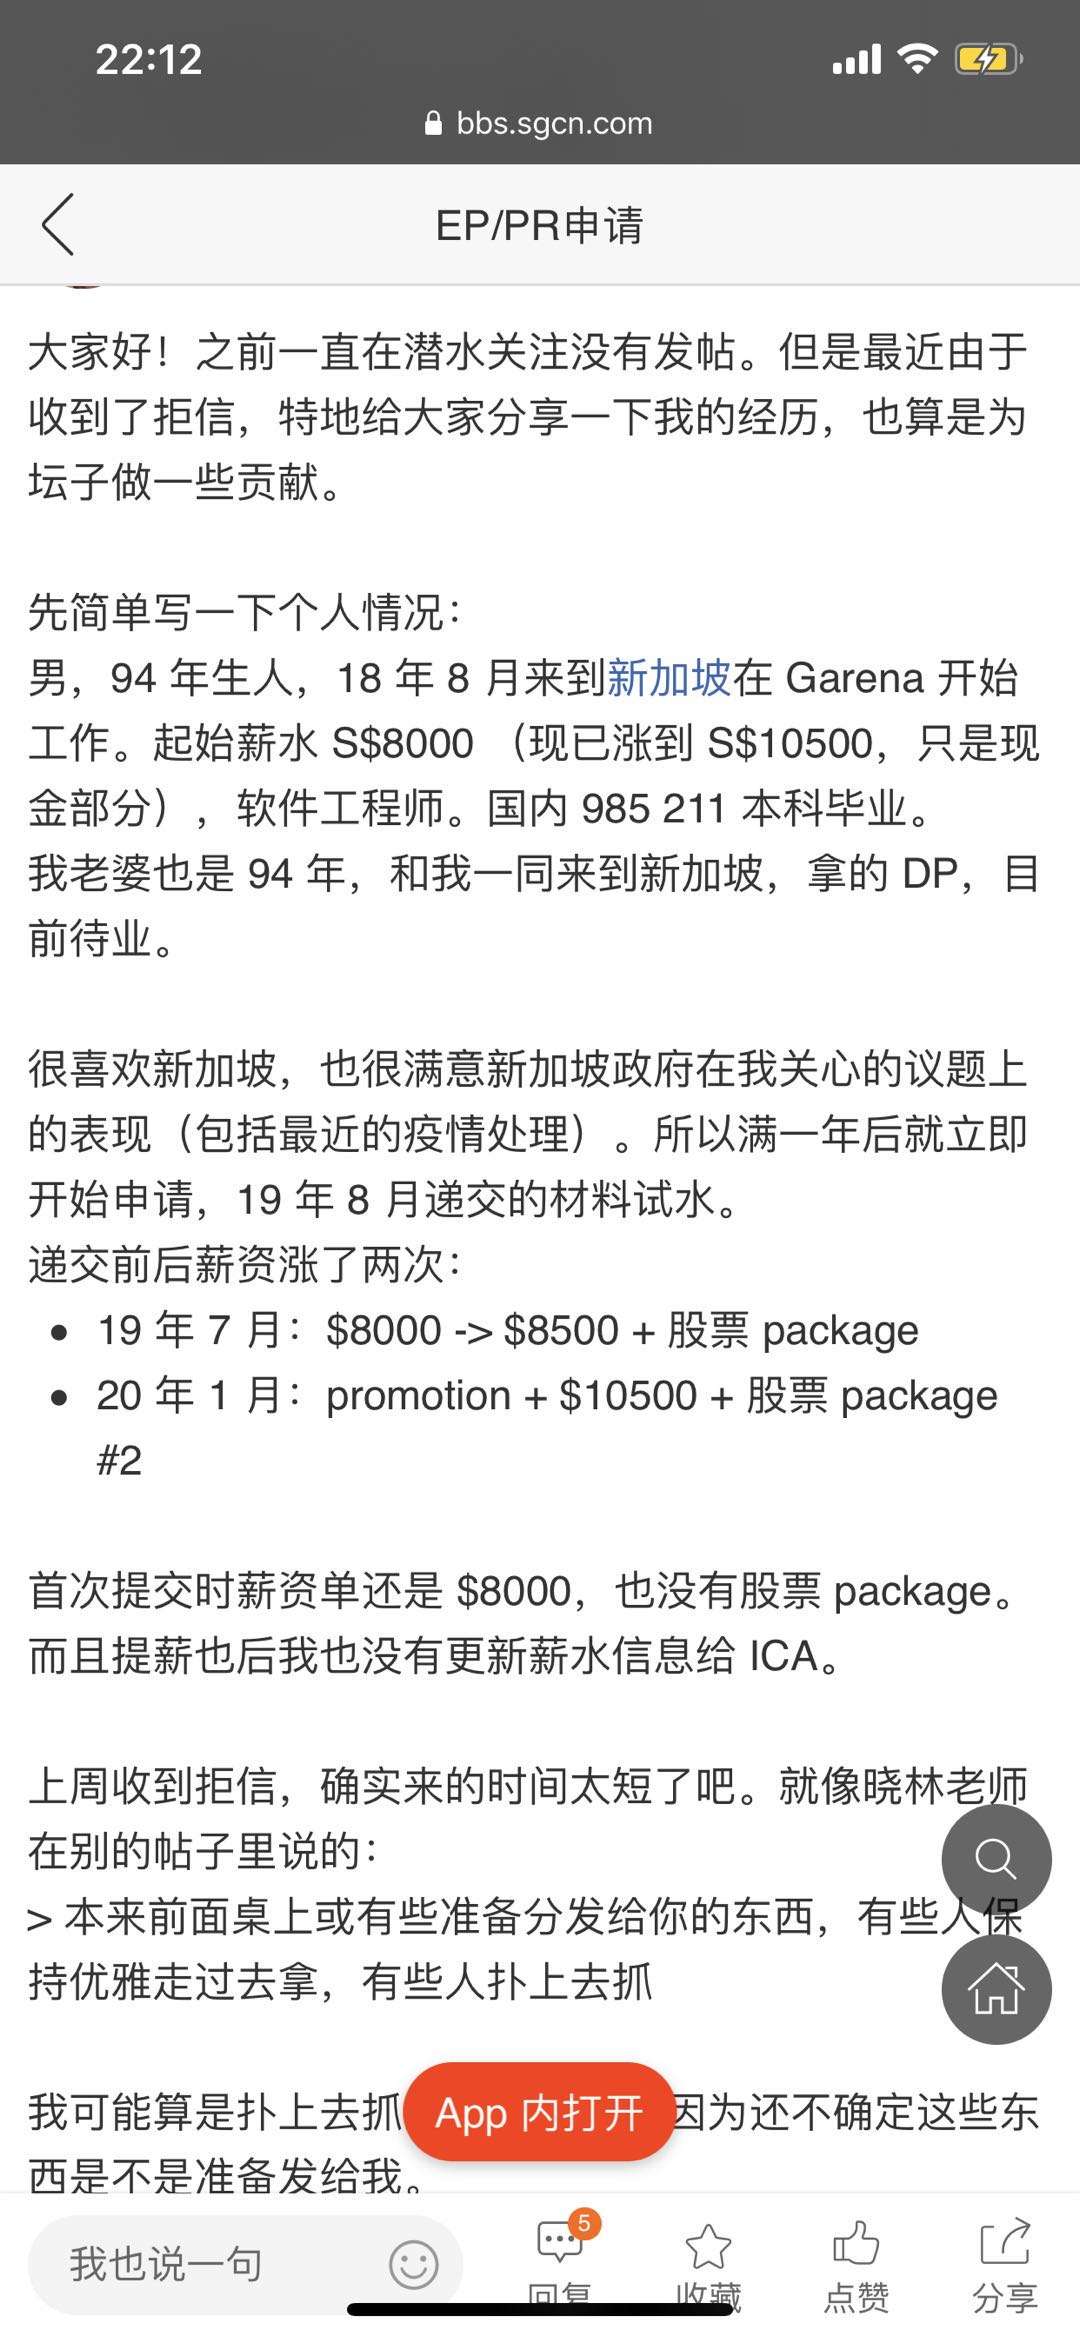 22:12
bbs.sgcn.com
EP/PR申请
大家好！之前一直在潜水关注没有发帖。但是最近由于
收到了拒信，特地给大家分享一下我的经历，也算是为
坛子做一些贡献。
先简单写一下个人情况：
男，94 年生人，18 年 8 月来到新加坡在 Garena 开始
工作。起始薪水 S$8000 （现已涨到 S$10500，只是现
金部分），软件工程师。国内 985 211 本科毕业。
我老婆也是 94 年，和我一同来到新加坡，拿的 DP，目
前待业。
很喜欢新加坡，也很满意新加坡政府在我关心的议题上
的表现（包括最近的疫情处理）。所以满一年后就立即
开始申请，19 年 8 月递交的材料试水。
递交前后薪资涨了两次：
• 19 年 7 月：$8000 -> $8500 + 股票 package
• 20 年 1 月：promotion + $10500 + 股票 package
#2
首次提交时薪资单还是 $8000，也没有股票 package。
而且提薪也后我也没有更新薪水信息给 ICA。
上周收到拒信，确实来的时间太短了吧。就像晓林老师
在别的帖子里说的：
> 本来前面桌上或有些准备分发给你的东西，有些人保
持优雅走过去拿，有些人扑上去抓
我可能算是扑上去抓 App 内打开 因为还不确定这些东
西是不是准备发给我。
我也说一句
5
回复
收藏
点赞
分享